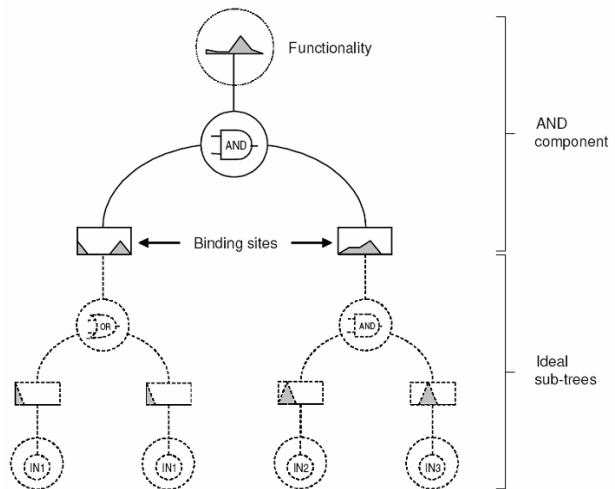 Functionality
AND
AND
component
Binding sites
OR
AND
Ideal
sub-trees
IN1
IN1
IN2
IN3